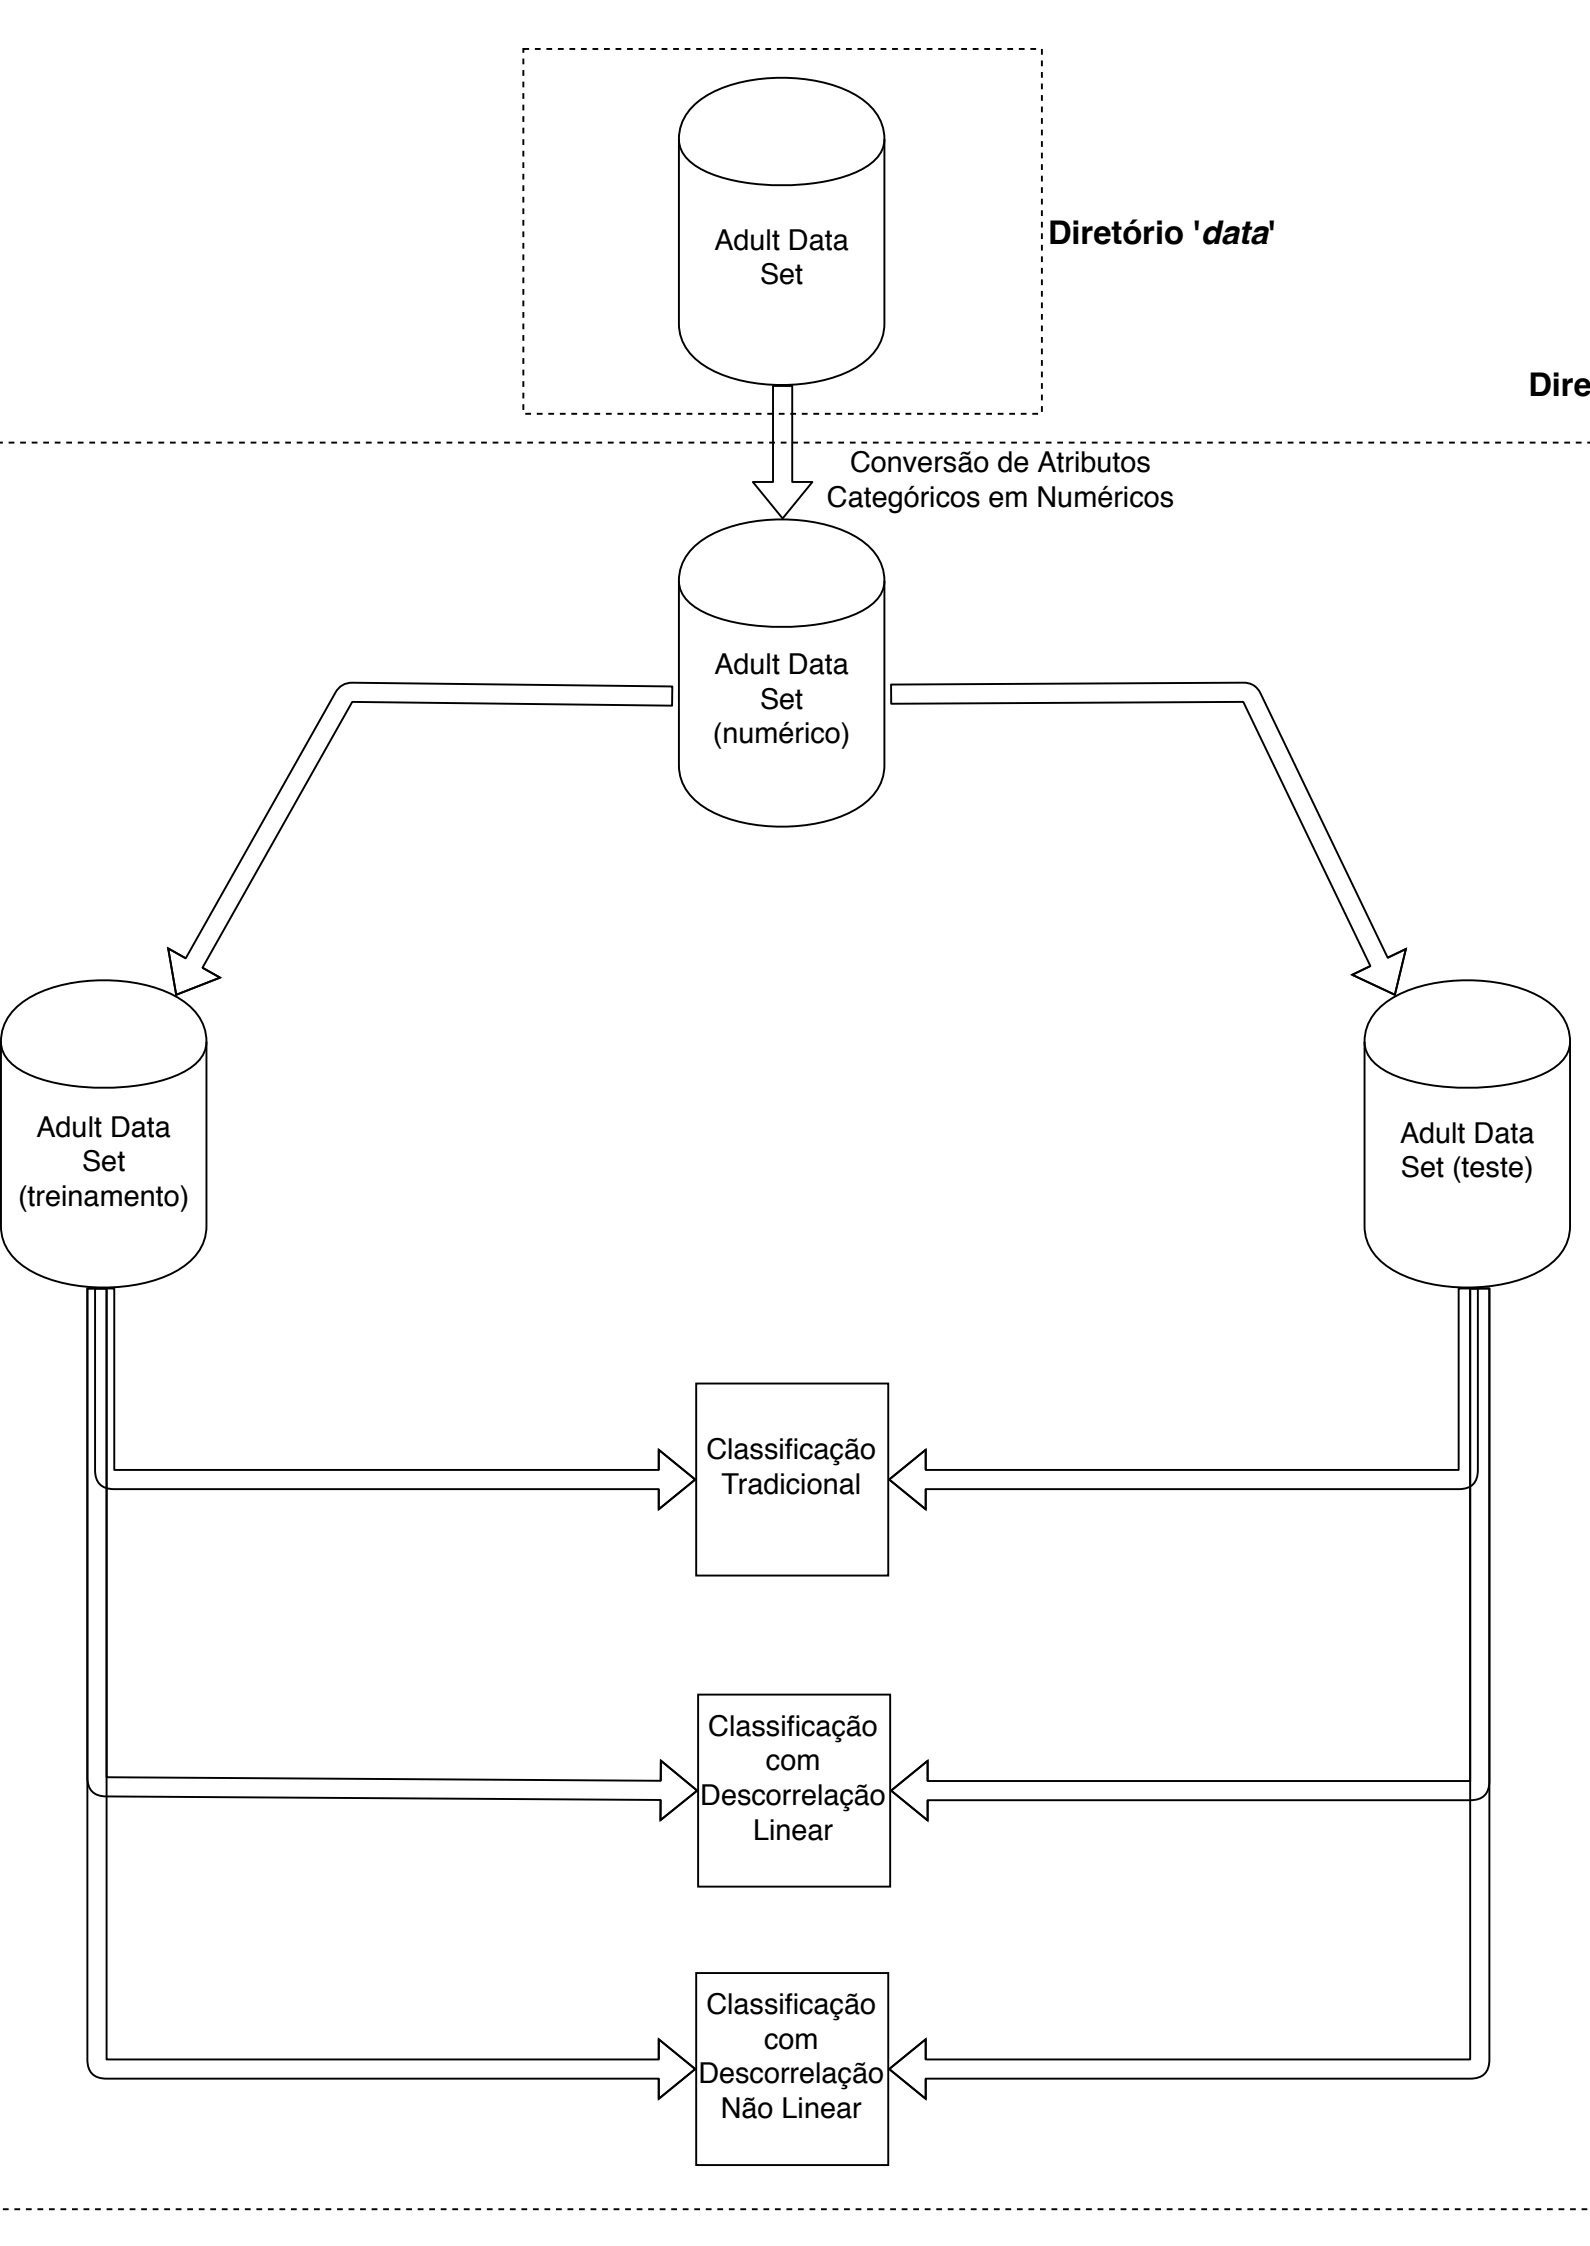 Adult Data
Set
Diretório 'data'
Dire
Conversão de Atributos
Categóricos em Numéricos
Adult Data
Set
(numérico)
Adult Data
Set
(treinamento)
Adult Data
Set (teste)
Classificação
Tradicional
Classificação
com
Descorrelação
Linear
Classificação
com
Descorrelação
Não Linear